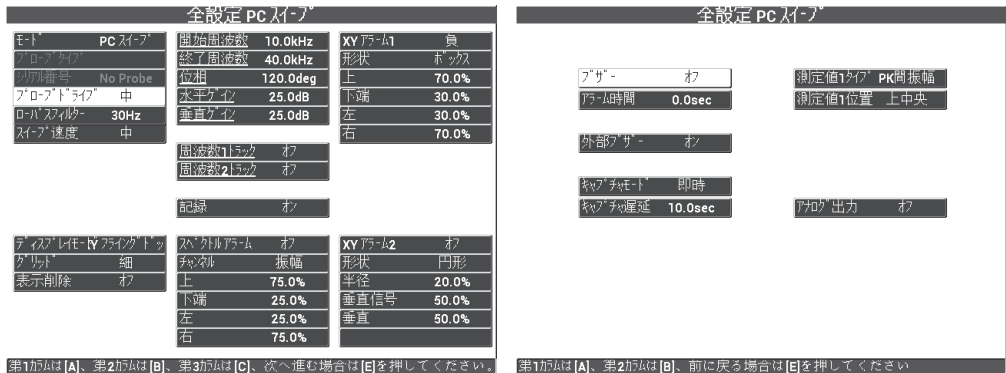 全設定 PC スイープ
モード PC スイープ
プローブタイプ
シリアル番号 No Probe
プローブドライブ 中
ローパスフィルター 30Hz
スイープ速度 中
ディスプレイモード XY フライングドッ
グリッド 細
表示削除 オフ
開始周波数 10.0kHz
終了周波数 40.0kHz
位相 120.0deg
水平ゲイン 25.0dB
垂直ゲイン 25.0dB
周波数1トラック オフ
周波数2トラック オフ
記録 オン
スペクトルアラーム オフ
チャンネル 振幅
上 75.0%
下端 25.0%
左 25.0%
右 75.0%
XY アラーム1 負
形状 ボックス
上 70.0%
下端 30.0%
左 30.0%
右 70.0%
XY アラーム2 オフ
形状 円形
半径 20.0%
垂直信号 50.0%
垂直 50.0%
第1カラムは[A]、第2カラムは[B]、第3カラムは[C]、次へ進む場合は[E]を押してください。
全設定 PC スイープ
ブザー オフ
アラーム時間 0.0sec
外部ブザー オン
キャプチャモード 即時
キャプチャ遅延 10.0sec
測定値1タイプ PK間振幅
測定値1位置 上中央
アナログ出力 オフ
第1カラムは[A]、第2カラムは[B]、前に戻る場合は[E]を押してください